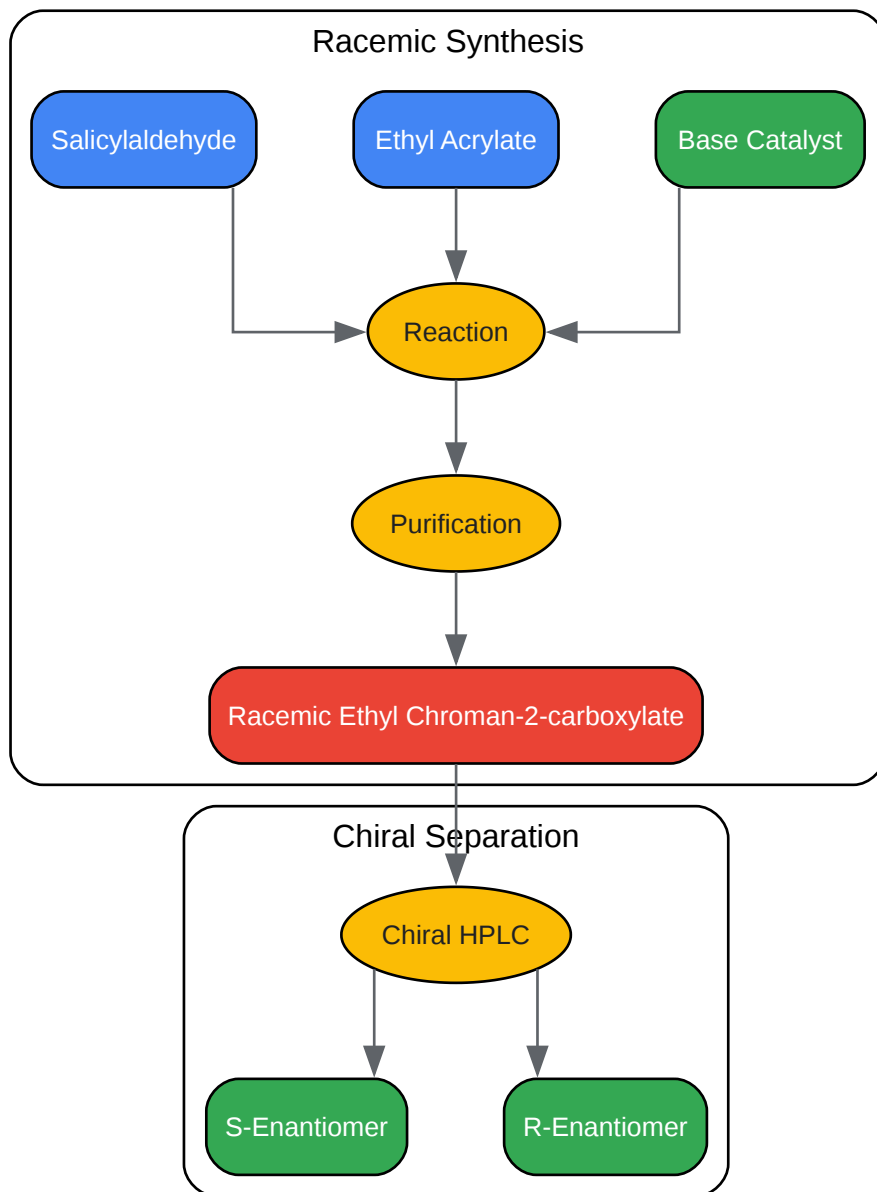 Racemic Synthesis
Salicylaldehyde
Ethyl Acrylate
Base Catalyst
Reaction
Purification
Racemic Ethyl Chroman-2-carboxylate
Chiral Separation
Chiral HPLC
S-Enantiomer
R-Enantiomer